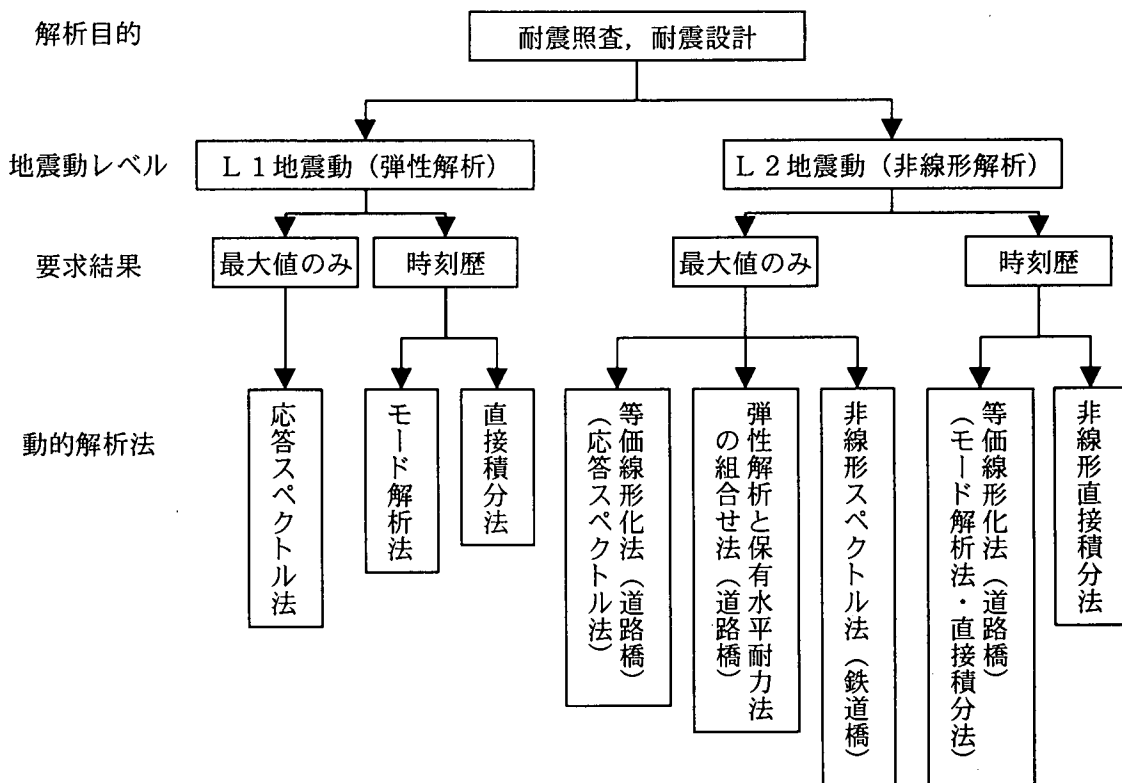 解析目的
耐震照査，耐震設計
地震動レベル
Ｌ１地震動（弾性解析）
Ｌ２地震動（非線形解析）
要求結果
最大値のみ
時刻歴
最大値のみ
時刻歴
動的解析法
応答スペクトル法
モード解析法
直接積分法
等価線形化法（道路橋）
（応答スペクトル法）
弾性解析と保有水平耐力法
の組合せ法（道路橋）
非線形スペクトル法（鉄道橋）
等価線形化法（道路橋）
（モード解析法・直接積分法）
非線形直接積分法